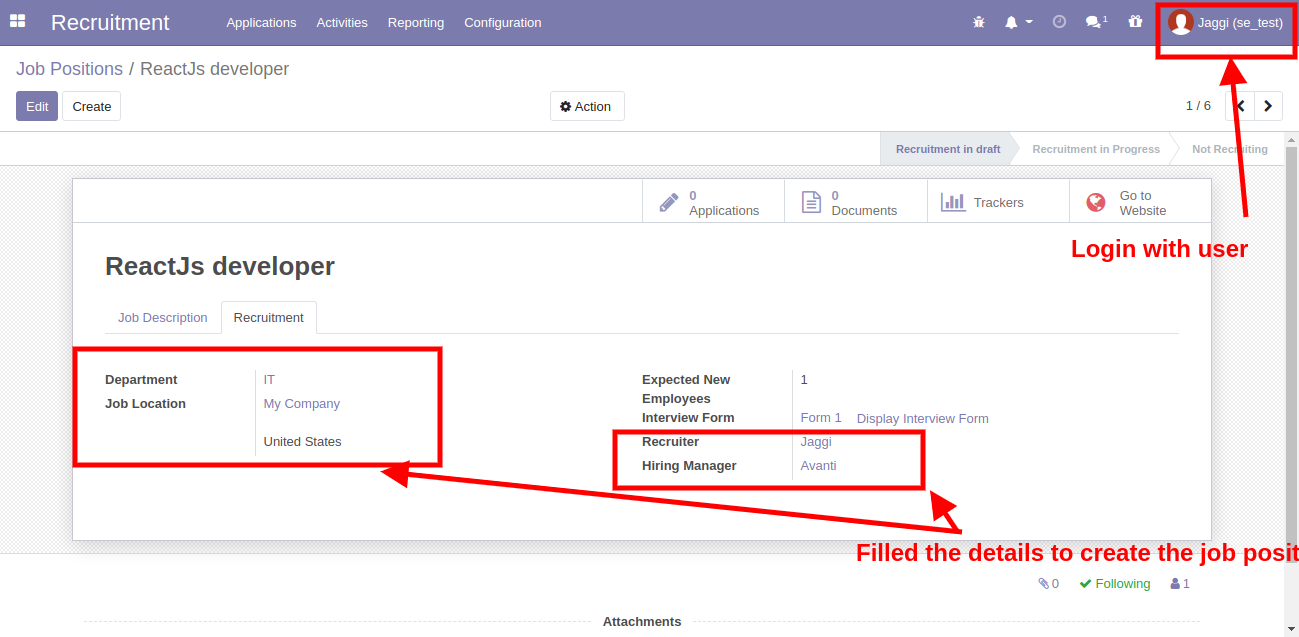 Recruitment Applications Activities Reporting Configuration 1 Jaggi (se_test)
Job Positions / ReactJs developer
Edit Create Action 1 / 6
Recruitment in draft Recruitment in Progress Not Recruiting
0 Applications 0 Documents Trackers Go to Website
Login with user
ReactJs developer
Job Description Recruitment
Department IT
Job Location My Company
United States
Expected New Employees 1
Interview Form Form 1 Display Interview Form
Recruiter Jaggi
Hiring Manager Avanti
Filled the details to create the job posit
0 Following 1
Attachments